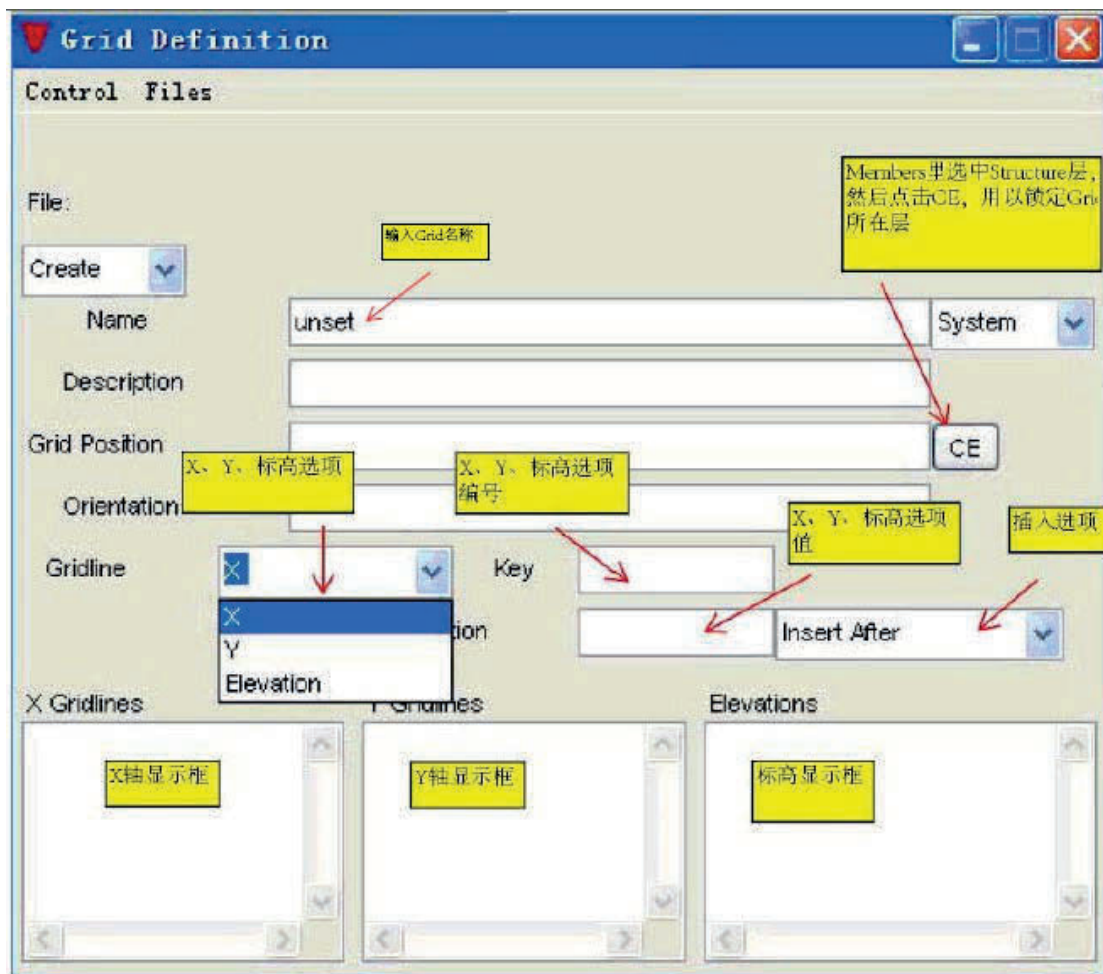 Grid Definition
Control Files
Members里选中Structure层，
然后点击CE，用以锁定Gri
所在层
File:
输入Grid名称
Create
Name
unset
System
Description
Grid Position
CE
X、Y、标高选项
X、Y、标高选项
编号
Orientation
X、Y、标高选项
值
插入选项
Gridline
X
Key
X
Insert After
Y
Elevation
X Gridlines
Y Gridlines
Elevations
X轴显示框
Y轴显示框
标高显示框